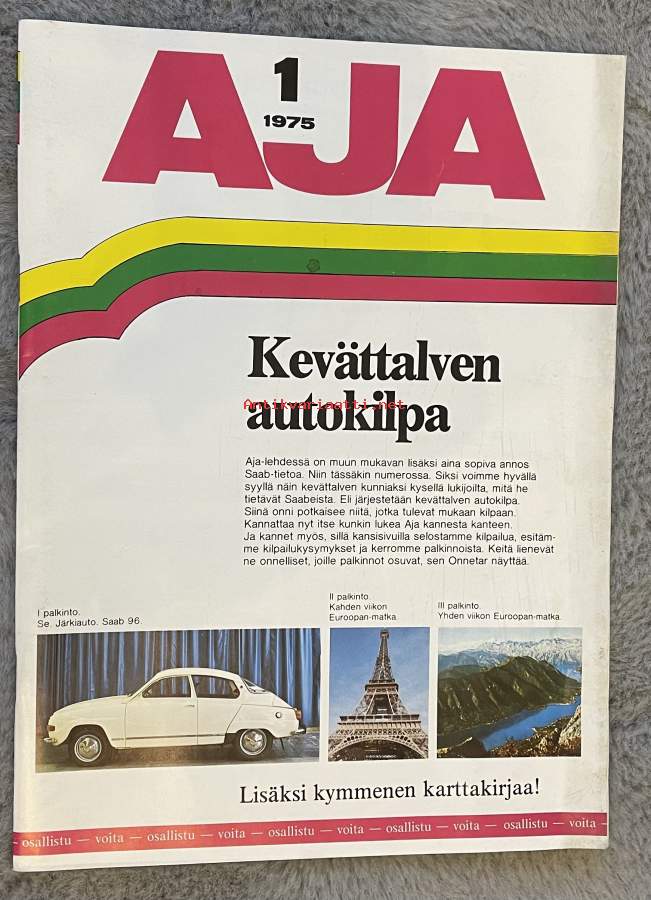 AJA
1
1975
Kevättalven
autokilpa
Antikvariaatti.net
Aja-lehdessä on muun mukavan lisäksi aina sopiva annos
Saab-tietoa. Niin tässäkin numerossa. Siksi voimme hyvällä
syyllä näin kevättalven kunniaksi kysellä lukijoilta, mitä he
tietävät Saabeista. Eli järjestetään kevättalven autokilpa.
Siinä onni potkaisee niitä, jotka tulevat mukaan kilpaan.
Kannattaa nyt itse kunkin lukea Aja kannesta kanteen.
Ja kannet myös, sillä kansisivuilla selostamme kilpailua, esitäm-
me kilpailukysymykset ja kerromme palkinnoista. Keitä lienevät
ne onnelliset, joille palkinnot osuvat, sen Onnetar näyttää.
I palkinto.
Se. Järkiauto. Saab 96.
II palkinto.
Kahden viikon
Euroopan-matka.
III palkinto.
Yhden viikon Euroopan-matka.
Lisäksi kymmenen karttakirjaa!
– osallistu — voita — osallistu — voita — osallistu — voita — osallistu — voita — osallistu — voita –